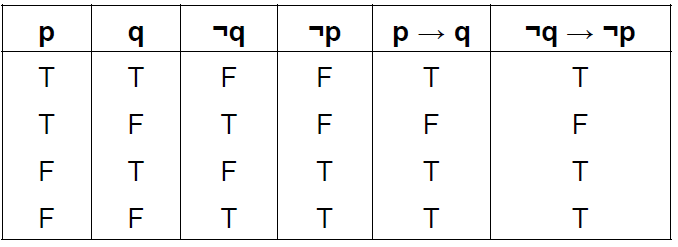 p q ¬q ¬p p → q ¬q → ¬p
T T F F T T
T F T F F F
F T F T T T
F F T T T T